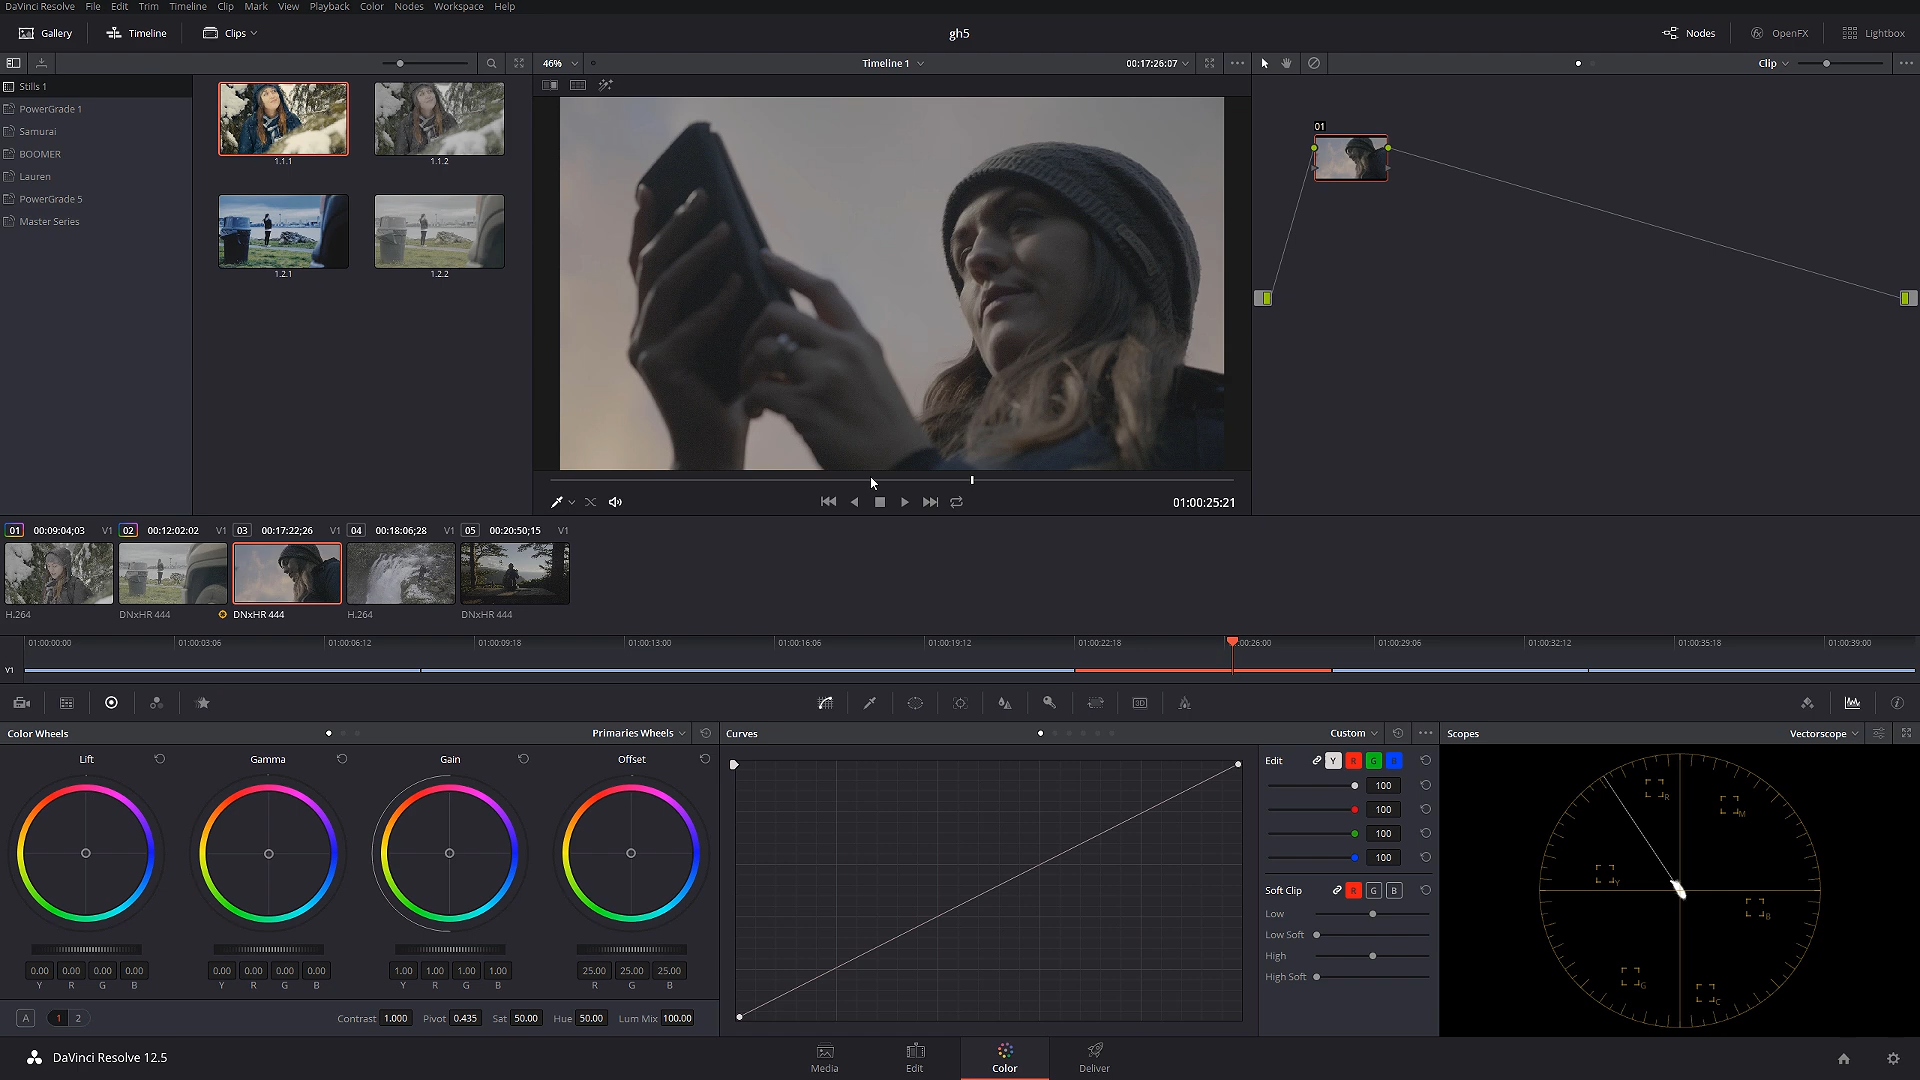 DaVinci Resolve File Edit Trim Timeline Clip Mark View Playback Color Nodes Workspace Help
Gallery Timeline Clips gh5 Nodes OpenFX Lightbox
46% Timeline 1 00:17:26:07 Clip
Stills 1
PowerGrade 1
Samurai
BOOMER
Lauren
PowerGrade 5
Master Series
1.1.1 1.1.2
1.2.1 1.2.2
01
01:00:25:21
01 00:09:04;03 V1 02 00:12:02:02 V1 03 00:17:22;26 V1 04 00:18:06;28 V1 05 00:20:50;15 V1
H.264 DNxHR 444 DNxHR 444 H.264 DNxHR 444
01:00:00:00 01:00:03:06 01:00:06:12 01:00:09:18 01:00:13:00 01:00:16:06 01:00:19:12 01:00:22:18 :00:26:00 01:00:29:06 01:00:32:12 01:00:35:18 01:00:39:00
V1
3D
Color Wheels Primaries Wheels Curves Custom Scopes Vectorscope
Lift Gamma Gain Offset
Edit Y R G B
100
100
100
100
Soft Clip R G B
Low
Low Soft
High
High Soft
R M Y B G C
0.00 0.00 0.00 0.00 0.00 0.00 0.00 0.00 1.00 1.00 1.00 1.00 25.00 25.00 25.00
Y R G B Y R G B Y R G B R G B
A 1 2 Contrast 1.000 Pivot 0.435 Sat 50.00 Hue 50.00 Lum Mix 100.00
DaVinci Resolve 12.5 Media Edit Color Deliver